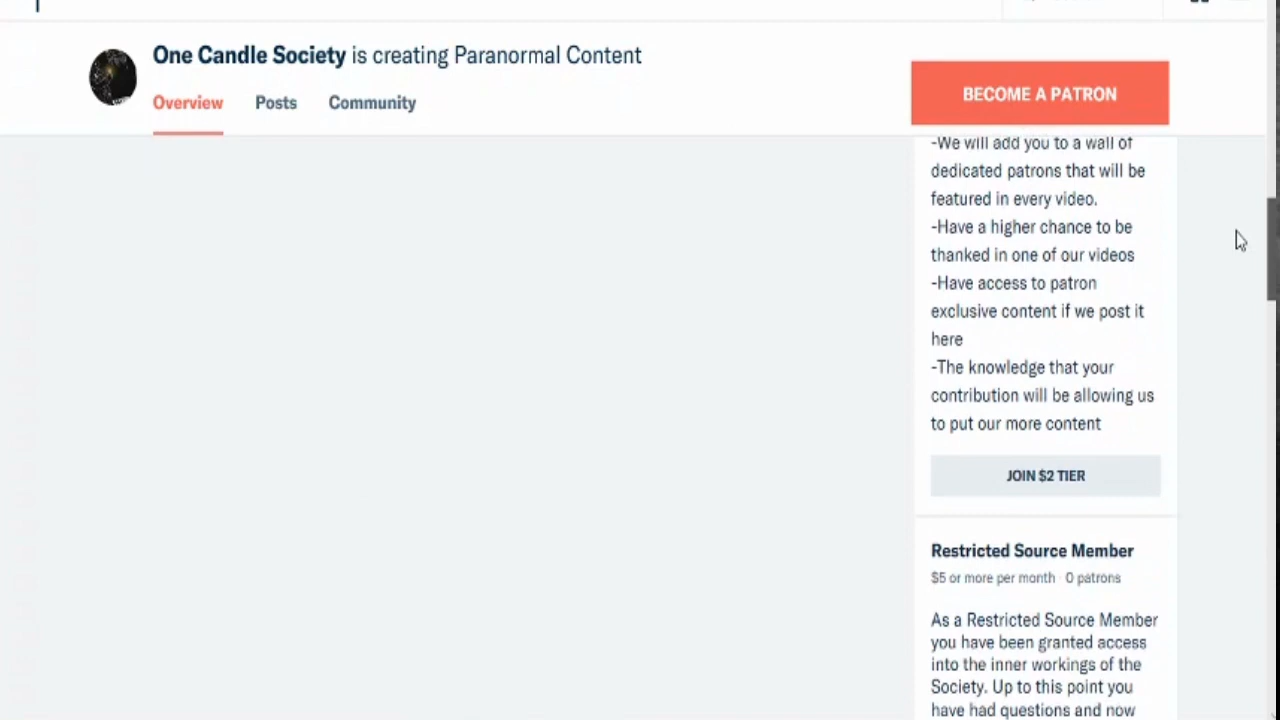 One Candle Society is creating Paranormal Content
Overview Posts Community
BECOME A PATRON
-We will add you to a wall of
dedicated patrons that will be
featured in every video.
-Have a higher chance to be
thanked in one of our videos
-Have access to patron
exclusive content if we post it
here
-The knowledge that your
contribution will be allowing us
to put our more content
JOIN $2 TIER
Restricted Source Member
$5 or more per month · 0 patrons
As a Restricted Source Member
you have been granted access
into the inner workings of the
Society. Up to this point you
have had questions and now